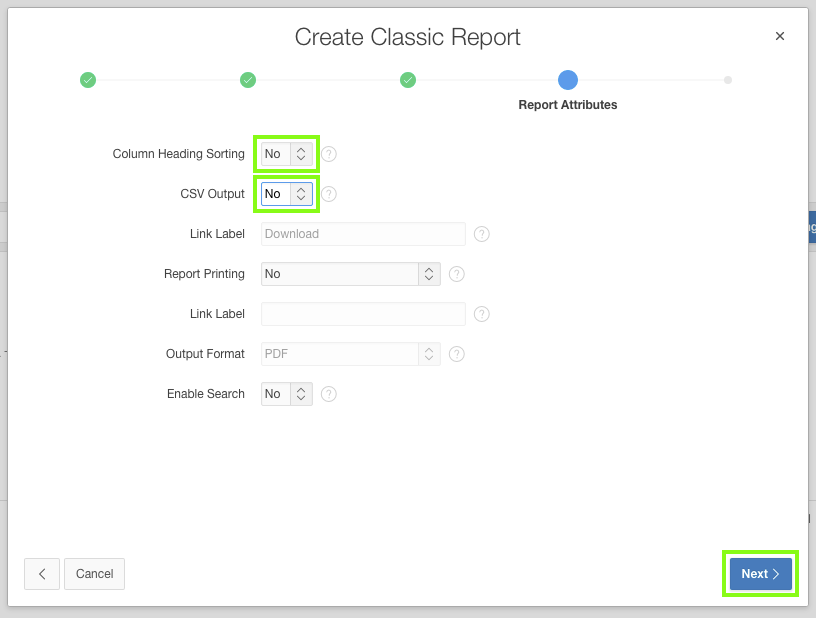 Create Classic Report
Report Attributes
Column Heading Sorting No ?
CSV Output No ?
Link Label Download ?
Report Printing No ?
Link Label ?
Output Format PDF ?
Enable Search No ?
Cancel Next